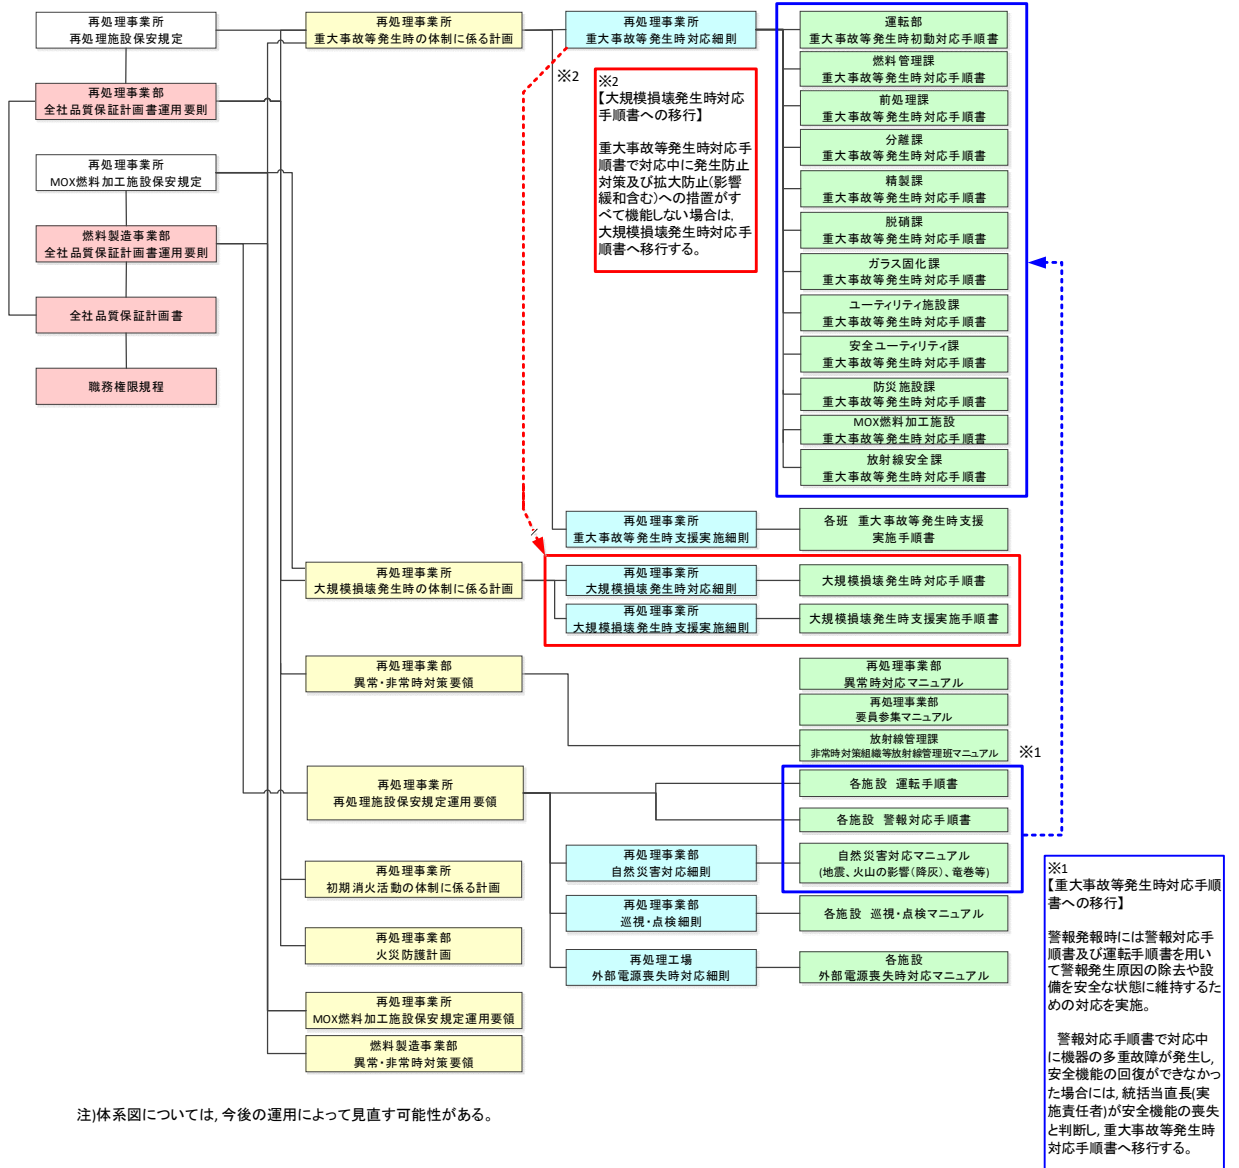 再処理事業所
再処理施設保安規定
再処理事業部
全社品質保証計画書運用要則
再処理事業所
MOX燃料加工施設保安規定
燃料製造事業部
全社品質保証計画書運用要則
全社品質保証計画書
職務権限規程
再処理事業所
重大事故等発生時の体制に係る計画
再処理事業所
大規模損壊発生時の体制に係る計画
再処理事業部
異常・非常時対策要領
再処理事業所
再処理施設保安規定運用要領
再処理事業所
初期消火活動の体制に係る計画
再処理事業部
火災防護計画
再処理事業所
MOX燃料加工施設保安規定運用要領
燃料製造事業部
異常・非常時対策要領
再処理事業所
重大事故等発生時対応細則
※2
※2
【大規模損壊発生時対応
手順書への移行】
重大事故等発生時対応手
順書で対応中に発生防止
対策及び拡大防止(影響
緩和含む)への措置がす
べて機能しない場合は,
大規模損壊発生時対応手
順書へ移行する。
再処理事業所
重大事故等発生時支援実施細則
再処理事業所
大規模損壊発生時対応細則
再処理事業所
大規模損壊発生時支援実施細則
再処理事業部
自然災害対応細則
再処理事業部
巡視・点検細則
再処理工場
外部電源喪失時対応細則
運転部
重大事故等発生時初動対応手順書
燃料管理課
重大事故等発生時対応手順書
前処理課
重大事故等発生時対応手順書
分離課
重大事故等発生時対応手順書
精製課
重大事故等発生時対応手順書
脱硝課
重大事故等発生時対応手順書
ガラス固化課
重大事故等発生時対応手順書
ユーティリティ施設課
重大事故等発生時対応手順書
安全ユーティリティ課
重大事故等発生時対応手順書
防災施設課
重大事故等発生時対応手順書
MOX燃料加工施設
重大事故等発生時対応手順書
放射線安全課
重大事故等発生時対応手順書
各班 重大事故等発生時支援
実施手順書
大規模損壊発生時対応手順書
大規模損壊発生時支援実施手順書
再処理事業部
異常時対応マニュアル
再処理事業部
要員参集マニュアル
放射線管理課
非常時対策組織等放射線管理班マニュアル
※1
各施設 運転手順書
各施設 警報対応手順書
自然災害対応マニュアル
(地震、火山の影響(降灰)、竜巻等)
各施設 巡視・点検マニュアル
各施設
外部電源喪失時対応マニュアル
※1
【重大事故等発生時対応手順
書への移行】
警報発報時には警報対応手
順書及び運転手順書を用い
て警報発生原因の除去や設
備を安全な状態に維持するた
めの対応を実施。
警報対応手順書で対応中
に機器の多重故障が発生し,
安全機能の回復ができなかっ
た場合には, 統括当直長(実
施責任者)が安全機能の喪失
と判断し, 重大事故等発生時
対応手順書へ移行する。
注)体系図については, 今後の運用によって見直す可能性がある。